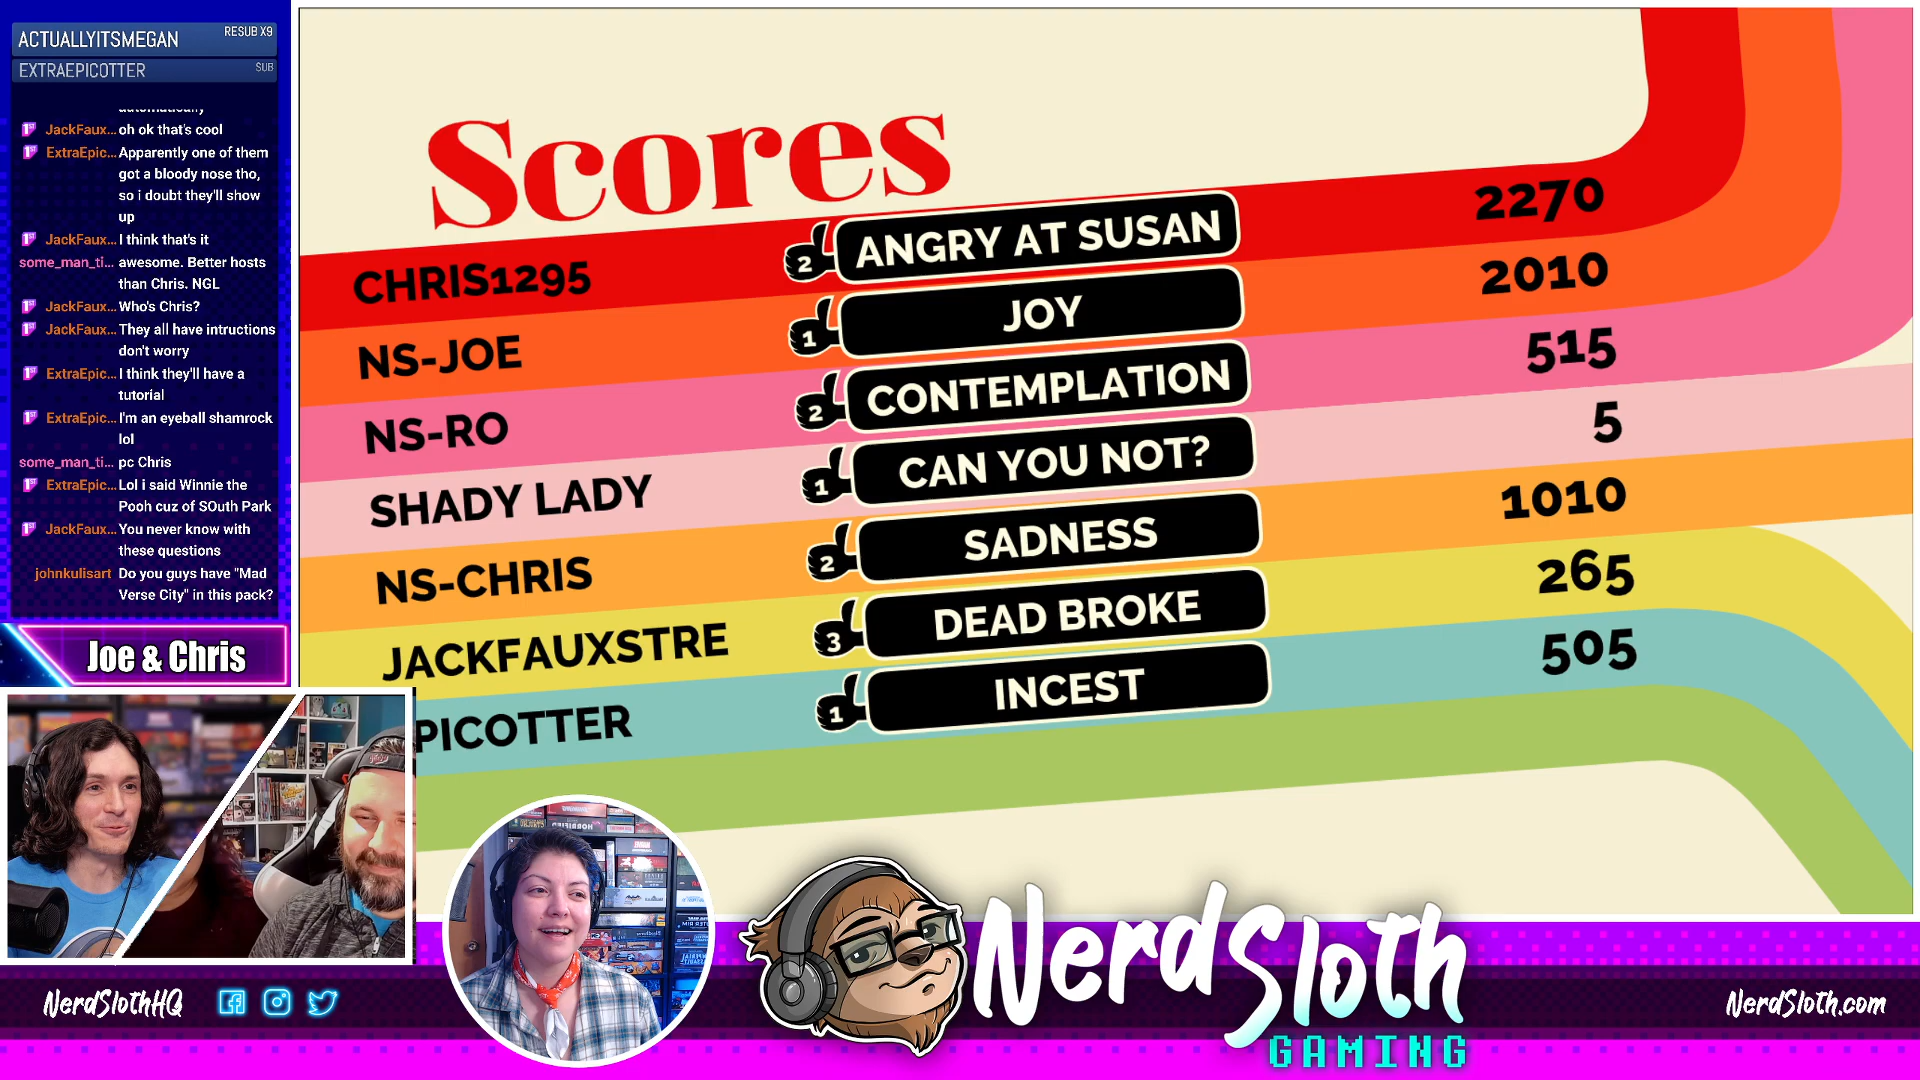 ACTUALLYITSMEGAN RESUB X9
EXTRAEPICOTTER SUB
JackFaux... oh ok that's cool
ExtraEpic... Apparently one of them
got a bloody nose tho,
so i doubt they'll show
up
JackFaux... I think that's it
some_man_ti... awesome. Better hosts
than Chris. NGL
JackFaux... Who's Chris?
JackFaux... They all have intructions
don't worry
ExtraEpic... I think they'll have a
tutorial
ExtraEpic... I'm an eyeball shamrock
lol
some_man_ti... pc Chris
ExtraEpic... Lol i said Winnie the
Pooh cuz of SOuth Park
JackFaux... You never know with
these questions
johnkulisart Do you guys have "Mad
Verse City" in this pack?
Joe & Chris
Scores
CHRIS1295 2 ANGRY AT SUSAN 2270
NS-JOE 1 JOY 2010
NS-RO 2 CONTEMPLATION 515
SHADY LADY 1 CAN YOU NOT? 5
NS-CHRIS 2 SADNESS 1010
JACKFAUXSTRE 3 DEAD BROKE 265
PICOTTER 1 INCEST 505
NerdSlothHQ
NerdSloth
GAMING
NerdSloth.com